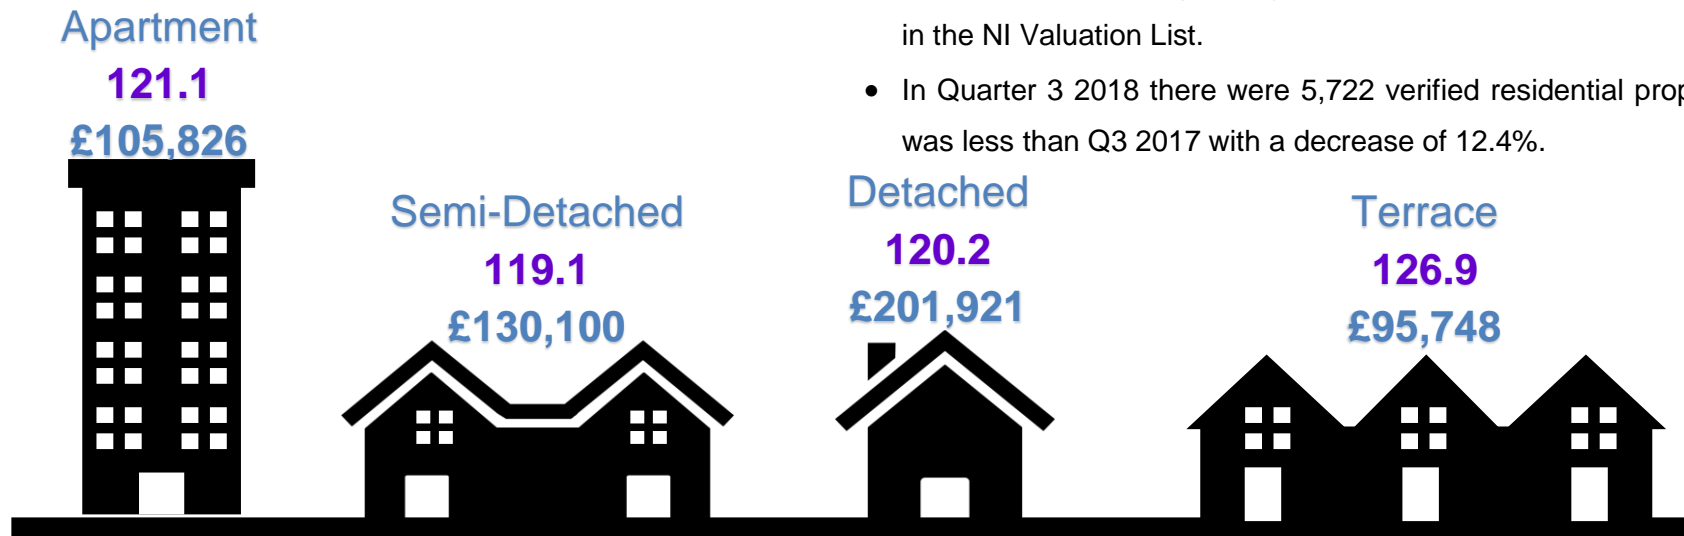 in the NI Valuation List.
• In Quarter 3 2018 there were 5,722 verified residential
was less than Q3 2017 with a decrease of 12.4%.
Apartment
121.1
£105,826
Semi-Detached
119.1
£130,100
Detached
120.2
£201,921
Terrace
126.9
£95,748